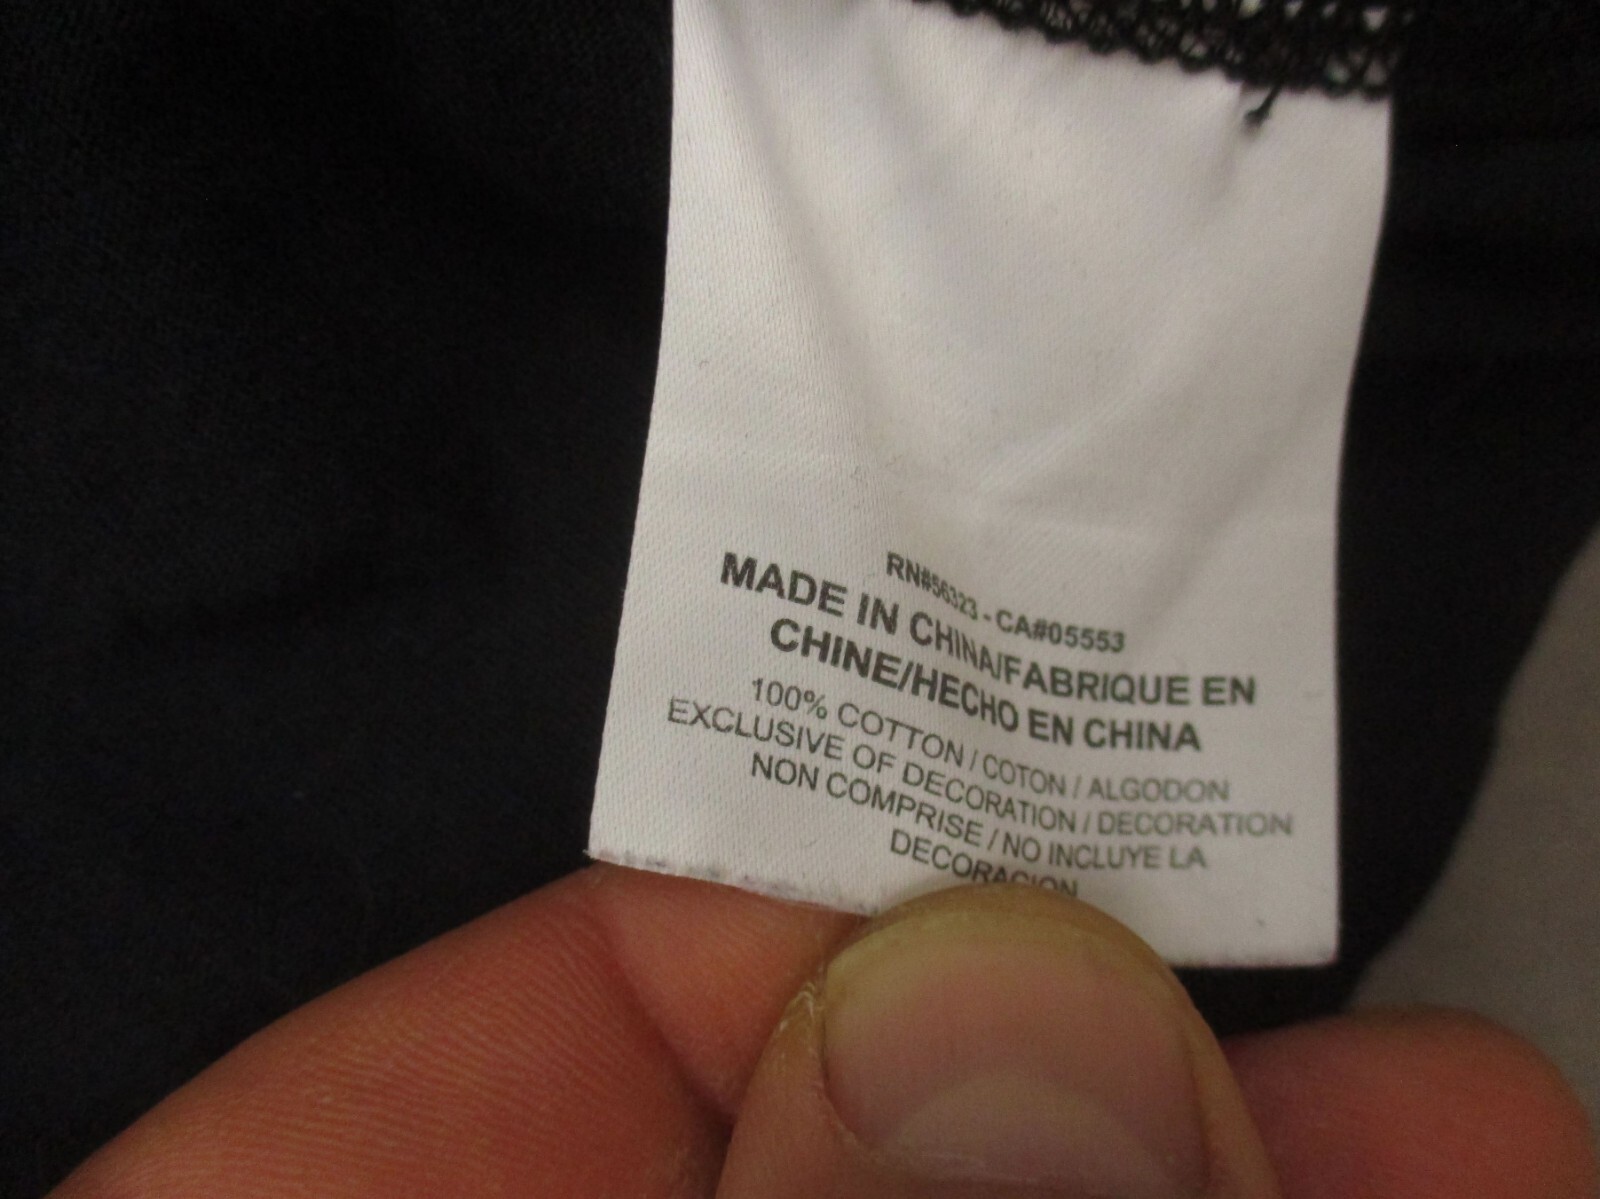 RN#56323 - CA#05553
MADE IN CHINA/FABRIQUE EN
CHINE/HECHO EN CHINA
100% COTTON / COTON / ALGODON
EXCLUSIVE OF DECORATION / DECORATION
NON COMPRISE / NO INCLUYE LA
DECORACION